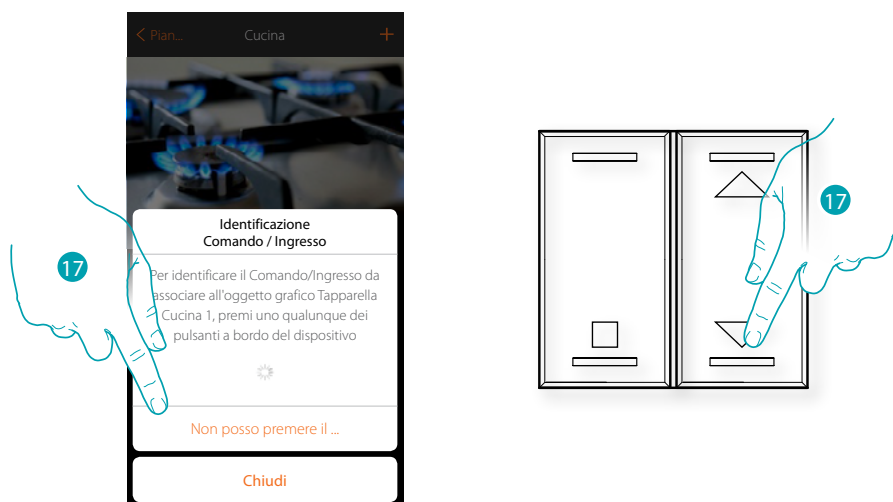 Pian...
Cucina
+
Identificazione
Comando / Ingresso
Per identificare il Comando/Ingresso da
associare all'oggetto grafico Tapparella
Cucina 1, premi uno qualunque dei
pulsanti a bordo del dispositivo
Non posso premere il ...
Chiudi
17
17